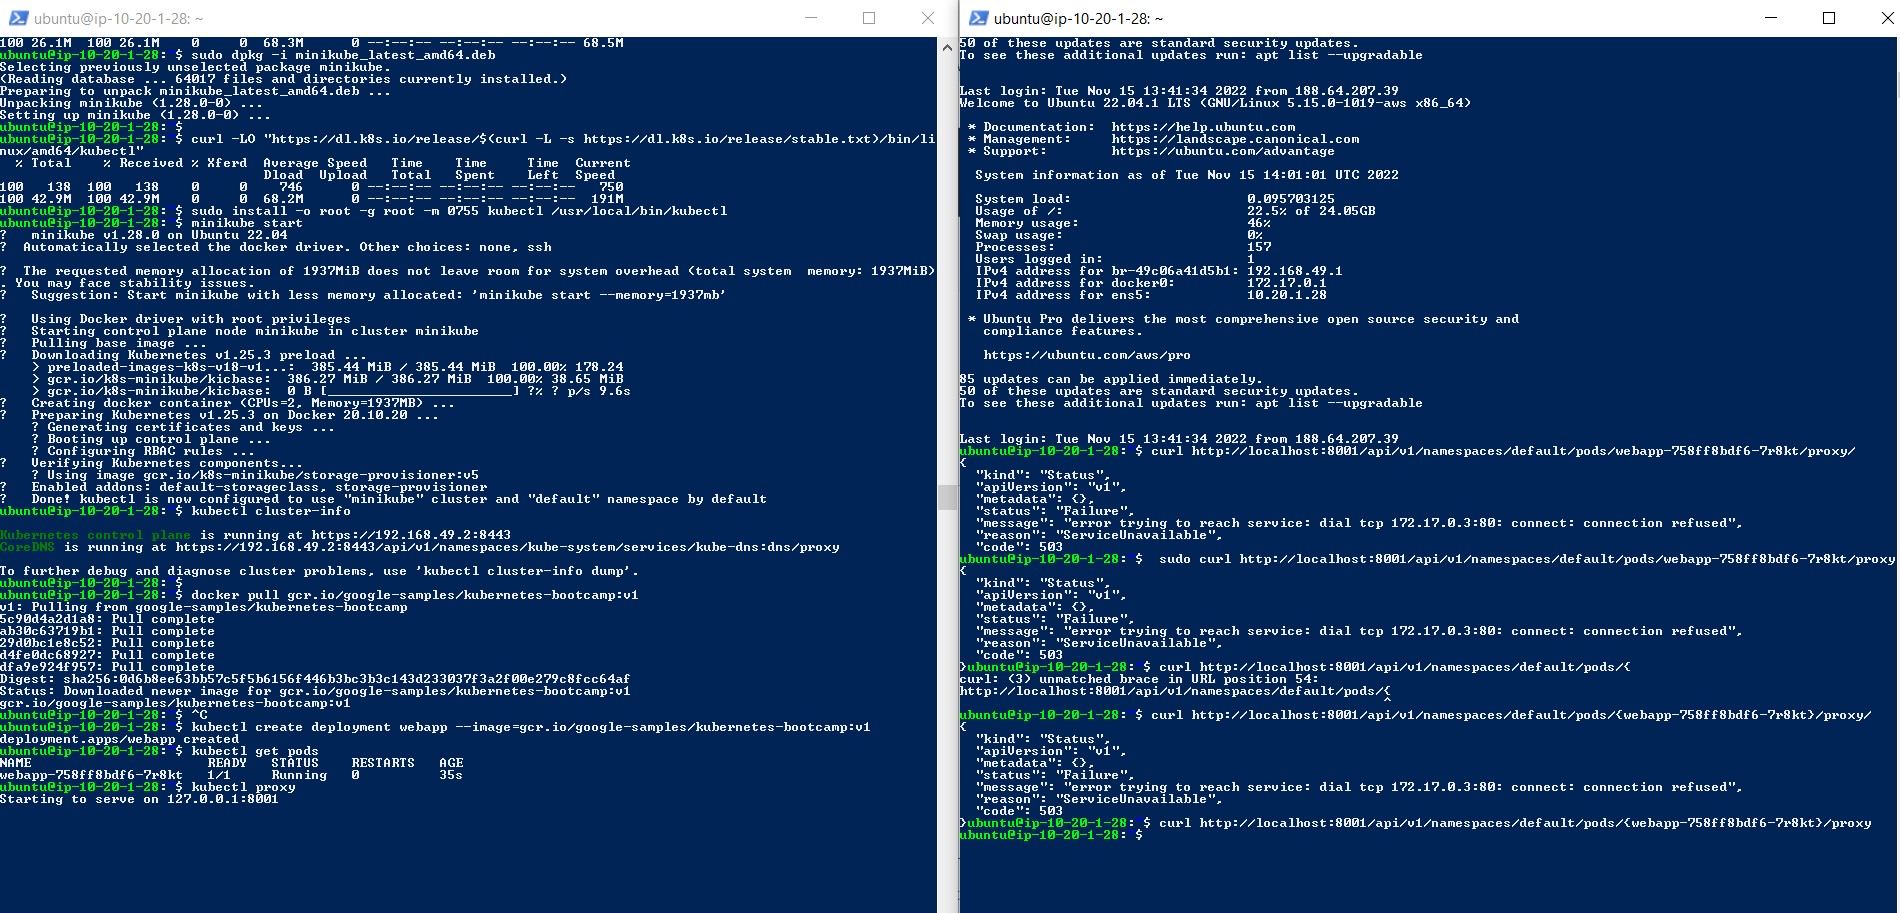 ubuntu@ip-10-20-1-28: ~
100 26.1M  100 26.1M    0     0  68.3M      0 --:--:-- --:--:-- --:--:-- 68.5M
ubuntu@ip-10-20-1-28:~$ sudo dpkg -i minikube_latest_amd64.deb
Selecting previously unselected package minikube.
(Reading database ... 64017 files and directories currently installed.)
Preparing to unpack minikube_latest_amd64.deb ...
Unpacking minikube (1.28.0-0) ...
Setting up minikube (1.28.0-0) ...
ubuntu@ip-10-20-1-28:~$
ubuntu@ip-10-20-1-28:~$ curl -LO "https://dl.k8s.io/release/$(curl -L -s https://dl.k8s.io/release/stable.txt)/bin/li
nux/amd64/kubectl"
  % Total    % Received % Xferd  Average Speed   Time    Time     Time  Current
                                 Dload  Upload   Total   Spent    Left  Speed
100   138  100   138    0     0    746      0 --:--:-- --:--:-- --:--:--   750
100 42.9M  100 42.9M    0     0  68.2M      0 --:--:-- --:--:-- --:--:--  191M
ubuntu@ip-10-20-1-28:~$ sudo install -o root -g root -m 0755 kubectl /usr/local/bin/kubectl
ubuntu@ip-10-20-1-28:~$ minikube start
?   minikube v1.28.0 on Ubuntu 22.04
?  Automatically selected the docker driver. Other choices: none, ssh
?  The requested memory allocation of 1937MiB does not leave room for system overhead (total system  memory: 1937MiB)
. You may face stability issues.
?   Suggestion: Start minikube with less memory allocated: 'minikube start --memory=1937mb'
?   Using Docker driver with root privileges
?   Starting control plane node minikube in cluster minikube
?   Pulling base image ...
?   Downloading Kubernetes v1.25.3 preload ...
    > preloaded-images-k8s-v18-v1...:  385.44 MiB / 385.44 MiB  100.00% 178.24
    > gcr.io/k8s-minikube/kicbase:  386.27 MiB / 386.27 MiB  100.00% 38.65 MiB
    > gcr.io/k8s-minikube/kicbase:  0 B [_______________________] ?% ? p/s 9.6s
?   Creating docker container (CPUs=2, Memory=1937MB) ...
?   Preparing Kubernetes v1.25.3 on Docker 20.10.20 ...
    ? Generating certificates and keys ...
    ? Booting up control plane ...
    ? Configuring RBAC rules ...
?   Verifying Kubernetes components...
    ? Using image gcr.io/k8s-minikube/storage-provisioner:v5
?   Enabled addons: default-storageclass, storage-provisioner
?   Done! kubectl is now configured to use "minikube" cluster and "default" namespace by default
ubuntu@ip-10-20-1-28:~$ kubectl cluster-info
Kubernetes control plane is running at https://192.168.49.2:8443
CoreDNS is running at https://192.168.49.2:8443/api/v1/namespaces/kube-system/services/kube-dns:dns/proxy
To further debug and diagnose cluster problems, use 'kubectl cluster-info dump'.
ubuntu@ip-10-20-1-28:~$
ubuntu@ip-10-20-1-28:~$ docker pull gcr.io/google-samples/kubernetes-bootcamp:v1
v1: Pulling from google-samples/kubernetes-bootcamp
5c90d4a2d1a8: Pull complete
ab30c63719b1: Pull complete
29d0bc1e8c52: Pull complete
d4fe0dc68927: Pull complete
dfa9e924f957: Pull complete
Digest: sha256:0d6b8ee63bb57c5f5b6156f446b3bc3b3c143d233037f3a2f00e279c8fcc64af
Status: Downloaded newer image for gcr.io/google-samples/kubernetes-bootcamp:v1
gcr.io/google-samples/kubernetes-bootcamp:v1
ubuntu@ip-10-20-1-28:~$ ^C
ubuntu@ip-10-20-1-28:~$ kubectl create deployment webapp --image=gcr.io/google-samples/kubernetes-bootcamp:v1
deployment.apps/webapp created
ubuntu@ip-10-20-1-28:~$ kubectl get pods
NAME                      READY   STATUS    RESTARTS   AGE
webapp-758ff8bdf6-7r8kt   1/1     Running   0          35s
ubuntu@ip-10-20-1-28:~$ kubectl proxy
Starting to serve on 127.0.0.1:8001
ubuntu@ip-10-20-1-28: ~
50 of these updates are standard security updates.
To see these additional updates run: apt list --upgradable
Last login: Tue Nov 15 13:41:34 2022 from 188.64.207.39
Welcome to Ubuntu 22.04.1 LTS (GNU/Linux 5.15.0-1019-aws x86_64)
 * Documentation:  https://help.ubuntu.com
 * Management:     https://landscape.canonical.com
 * Support:        https://ubuntu.com/advantage
  System information as of Tue Nov 15 14:01:01 UTC 2022
  System load:                      0.095703125
  Usage of /:                       22.5% of 24.05GB
  Memory usage:                     46%
  Swap usage:                       0%
  Processes:                        157
  Users logged in:                  1
  IPv4 address for br-49c06a41d5b1: 192.168.49.1
  IPv4 address for docker0:         172.17.0.1
  IPv4 address for ens5:            10.20.1.28
 * Ubuntu Pro delivers the most comprehensive open source security and
   compliance features.
   https://ubuntu.com/aws/pro
85 updates can be applied immediately.
50 of these updates are standard security updates.
To see these additional updates run: apt list --upgradable
Last login: Tue Nov 15 13:41:34 2022 from 188.64.207.39
ubuntu@ip-10-20-1-28:~$ curl http://localhost:8001/api/v1/namespaces/default/pods/webapp-758ff8bdf6-7r8kt/proxy/
{
  "kind": "Status",
  "apiVersion": "v1",
  "metadata": {},
  "status": "Failure",
  "message": "error trying to reach service: dial tcp 172.17.0.3:80: connect: connection refused",
  "reason": "ServiceUnavailable",
  "code": 503
ubuntu@ip-10-20-1-28:~$  sudo curl http://localhost:8001/api/v1/namespaces/default/pods/webapp-758ff8bdf6-7r8kt/proxy
{
  "kind": "Status",
  "apiVersion": "v1",
  "metadata": {},
  "status": "Failure",
  "message": "error trying to reach service: dial tcp 172.17.0.3:80: connect: connection refused",
  "reason": "ServiceUnavailable",
  "code": 503
}ubuntu@ip-10-20-1-28:~$ curl http://localhost:8001/api/v1/namespaces/default/pods/{
curl: (3) unmatched brace in URL position 54:
http://localhost:8001/api/v1/namespaces/default/pods/{
                                                     ^
ubuntu@ip-10-20-1-28:~$ curl http://localhost:8001/api/v1/namespaces/default/pods/{webapp-758ff8bdf6-7r8kt}/proxy/
{
  "kind": "Status",
  "apiVersion": "v1",
  "metadata": {},
  "status": "Failure",
  "message": "error trying to reach service: dial tcp 172.17.0.3:80: connect: connection refused",
  "reason": "ServiceUnavailable",
  "code": 503
}ubuntu@ip-10-20-1-28:~$ curl http://localhost:8001/api/v1/namespaces/default/pods/{webapp-758ff8bdf6-7r8kt}/proxy
ubuntu@ip-10-20-1-28:~$